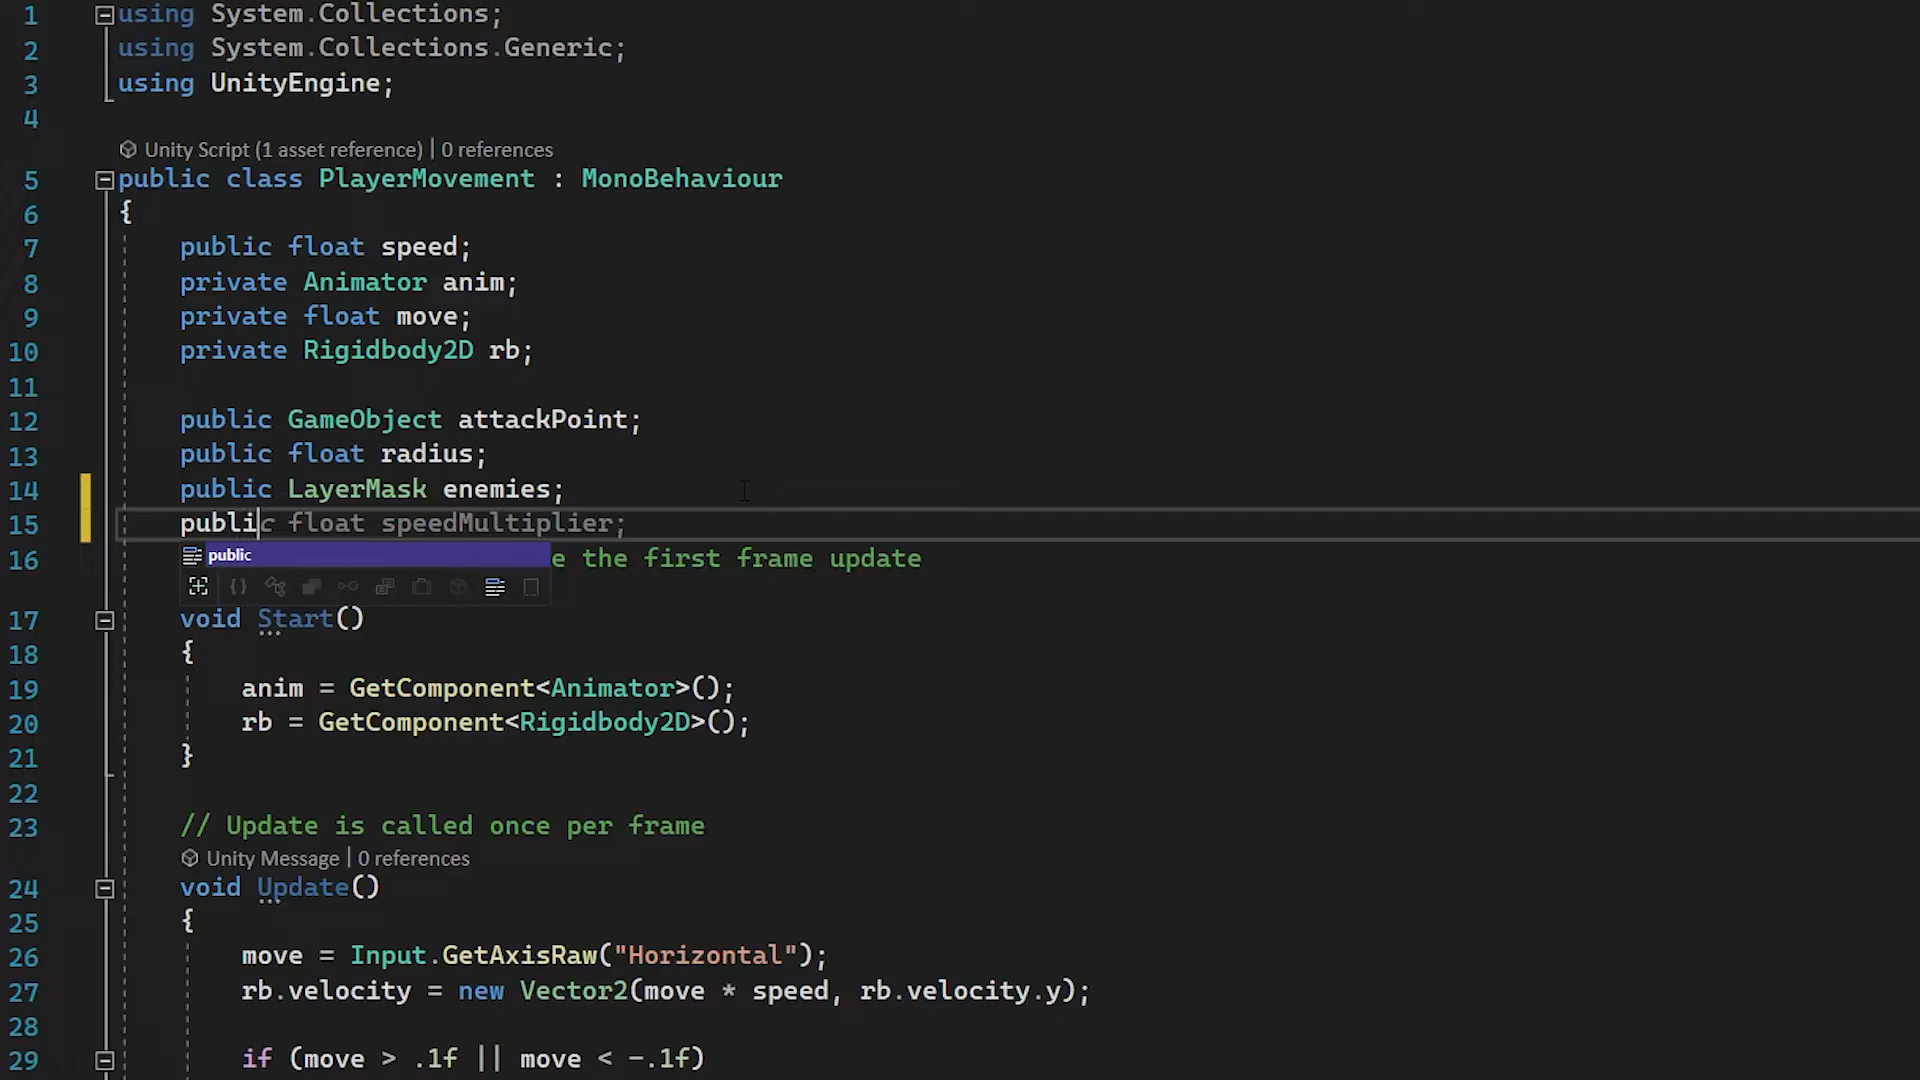 1 using System.Collections;
2 using System.Collections.Generic;
3 using UnityEngine;
4
Unity Script (1 asset reference) | 0 references
5 public class PlayerMovement : MonoBehaviour
6 {
7 public float speed;
8 private Animator anim;
9 private float move;
10 private Rigidbody2D rb;
11
12 public GameObject attackPoint;
13 public float radius;
14 public LayerMask enemies;
15 public float speedMultiplier;
public
16 e the first frame update
17 void Start()
18 {
19 anim = GetComponent<Animator>();
20 rb = GetComponent<Rigidbody2D>();
21 }
22
23 // Update is called once per frame
Unity Message | 0 references
24 void Update()
25 {
26 move = Input.GetAxisRaw("Horizontal");
27 rb.velocity = new Vector2(move * speed, rb.velocity.y);
28
29 if (move > .1f || move < -.1f)